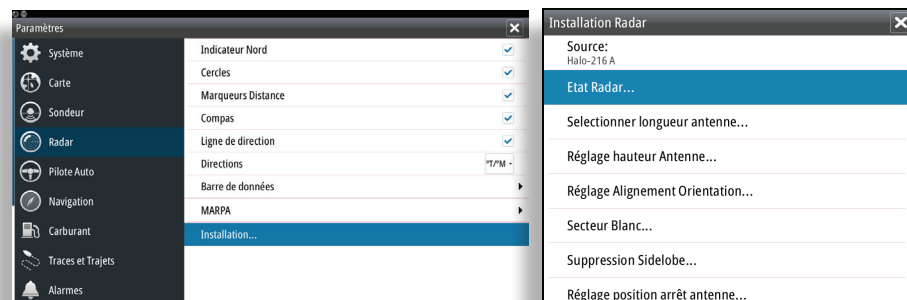 Paramètres
Système
Carte
Sondeur
Radar
Pilote Auto
Navigation
Carburant
Traces et Trajets
Alarmes
Indicateur Nord
Cercles
Marqueurs Distance
Compas
Ligne de direction
Directions °T/°M
Barre de données
MARPA
Installation...
Installation Radar
Source:
Halo-216 A
Etat Radar...
Selectionner longueur antenne...
Réglage hauteur Antenne...
Réglage Alignement Orientation...
Secteur Blanc...
Suppression Sidelobe...
Réglage position arrêt antenne...